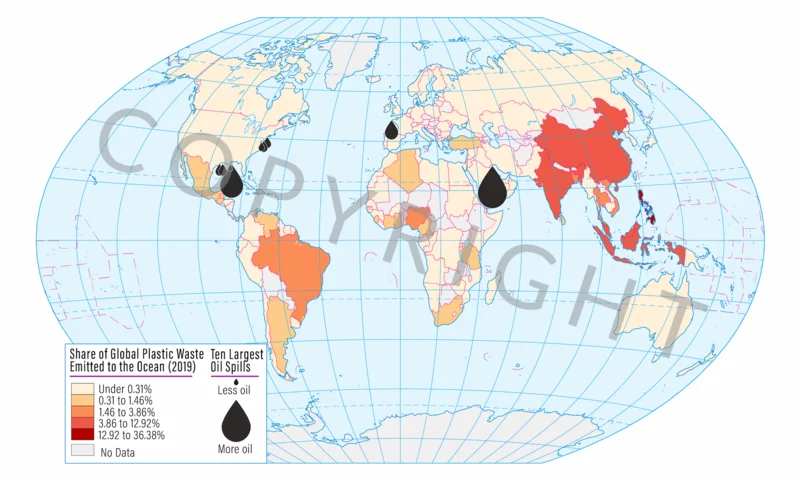 COPYRIGHT
Share of Global Plastic Waste
Emitted to the Ocean (2019)
Under 0.31%
0.31 to 1.46%
1.46 to 3.86%
3.86 to 12.92%
12.92 to 36.38%
No Data
Ten Largest
Oil Spills
Less oil
More oil